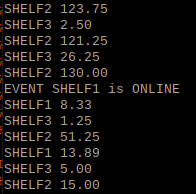 SHELF2 123.75
SHELF3 2.50
SHELF2 121.25
SHELF3 26.25
SHELF2 130.00
EVENT SHELF1 is ONLINE
SHELF1 8.33
SHELF3 1.25
SHELF2 51.25
SHELF1 13.89
SHELF3 5.00
SHELF2 15.00